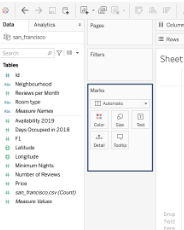 Data Analytics
Pages
Columns
Rows
san_francisco
Filters
Sheet
Search
Tables
Id
Neighbourhood
Reviews per Month
Room type
Measure Names
Availability 2019
Days Occupied in 2018
F1
Latitude
Longitude
Minimum Nights
Number of Reviews
Price
san_francisco.csv (Count)
Measure Values
Marks
Automatic
Color Size Text
Detail Tooltip
Drop
field
here